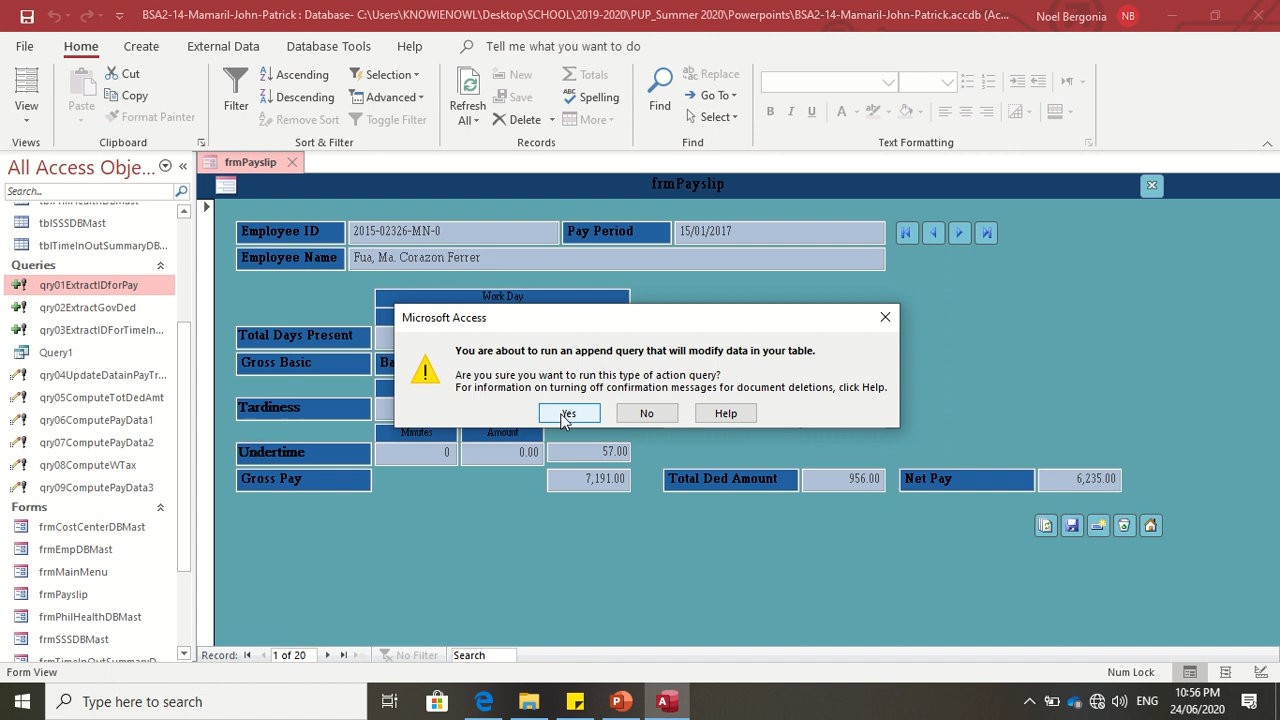 BSA2-14-Mamaril-John-Patrick : Database- C:\Users\KNOWIENOWL\Desktop\SCHOOL\2019-2020\PUP_Summer 2020\Powerpoints\BSA2-14-Mamaril-John-Patrick.accdb (Ac...
Noel Bergonia NB
File Home Create External Data Database Tools Help Tell me what you want to do
View
Views
Paste
Cut
Copy
Format Painter
Clipboard
Filter
Ascending
Descending
Remove Sort
Selection
Advanced
Toggle Filter
Sort & Filter
Refresh All
New
Save
Delete
Totals
Spelling
More
Records
Find
Replace
Go To
Select
Find
B I U A
Text Formatting
All Access Obje...
Search...
tblSSSDBMast
tblTimeInOutSummaryDB...
Queries
qry01ExtractIDforPay
qry02ExtractGovDed
qry03ExtractIDForTimeIn...
Query1
qry04UpdateDatainPayTr...
qry05ComputeTotDedAmt
qry06ComputePayData1
qry07ComputePayData2
qry08ComputeWTax
qry09ComputePayData3
Forms
frmCostCenterDBMast
frmEmpDBMast
frmMainMenu
frmPayslip
frmPhilHealthDBMast
frmSSSDBMast
frmTimeInOutSummaryD...
frmPayslip
frmPayslip
Employee ID 2015-02326-MN-0 Pay Period 15/01/2017
Employee Name Fua, Ma. Corazon Ferrer
Work Day
Total Days Present
Gross Basic Ba
Tardiness
Minutes Amount
Undertime 0 0.00 57.00
Gross Pay 7,191.00 Total Ded Amount 956.00 Net Pay 6,235.00
Microsoft Access
You are about to run an append query that will modify data in your table.
Are you sure you want to run this type of action query?
For information on turning off confirmation messages for document deletions, click Help.
Yes No Help
Record: 1 of 20 No Filter Search
Form View Num Lock
Type here to search
ENG
10:56 PM
24/06/2020